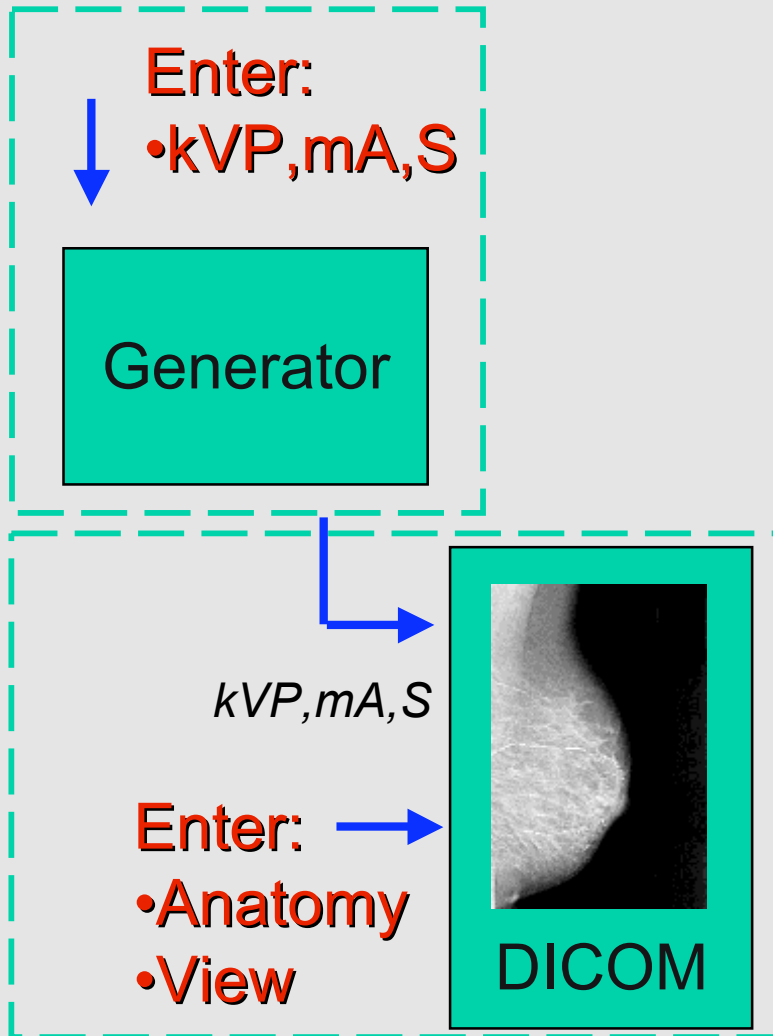 Enter:
•kVP,mA,S
Generator
kVP,mA,S
Enter:
•Anatomy
•View
DICOM